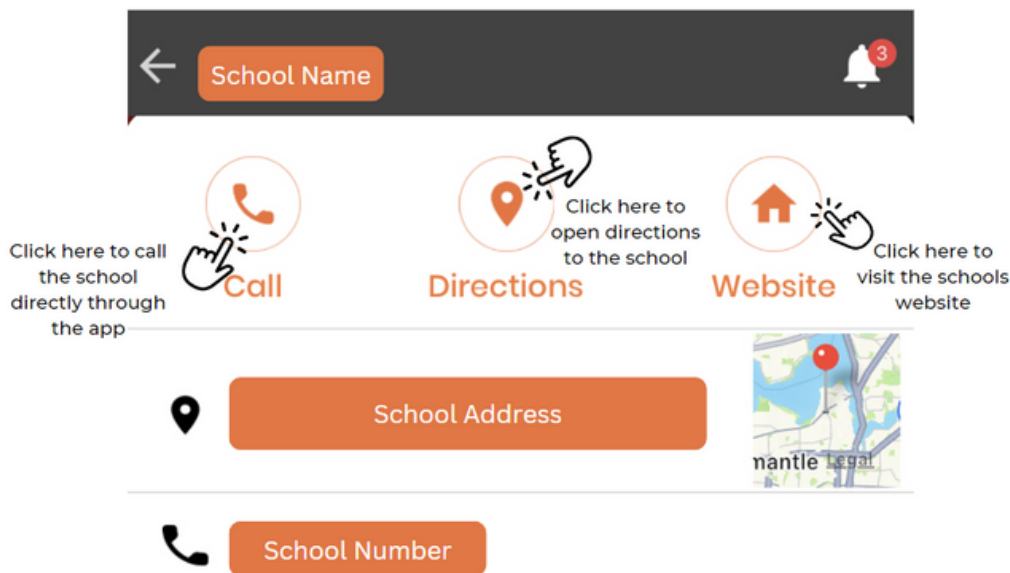 School Name
3
Click here to
open directions
to the school
Click here to call
the school
directly through
the app
Click here to
visit the schools
website
Call
Directions
Website
School Address
mantle Legal
School Number